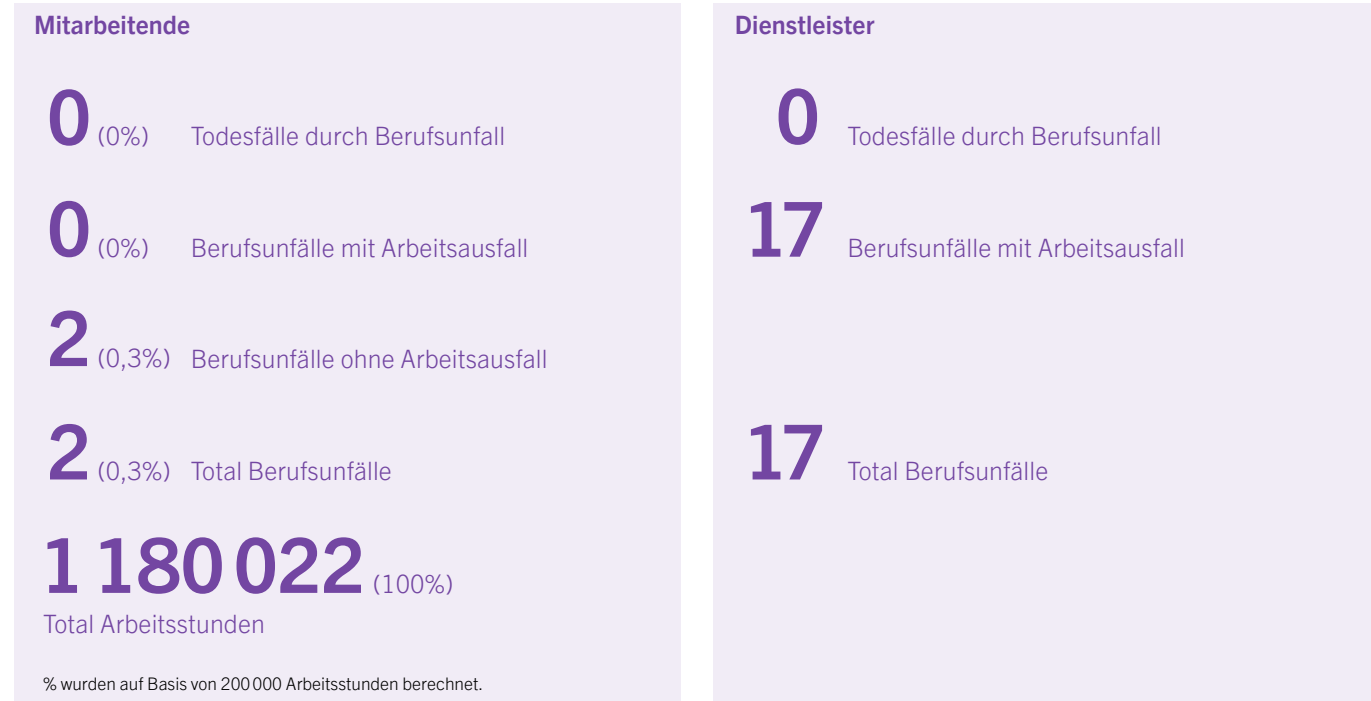 Mitarbeitende
0 (0%) Todesfälle durch Berufsunfall
0 (0%) Berufsunfälle mit Arbeitsausfall
2 (0,3%) Berufsunfälle ohne Arbeitsausfall
2 (0,3%) Total Berufsunfälle
1 180 022 (100%)
Total Arbeitsstunden
% wurden auf Basis von 200 000 Arbeitsstunden berechnet.
Dienstleister
0 Todesfälle durch Berufsunfall
17 Berufsunfälle mit Arbeitsausfall
17 Total Berufsunfälle